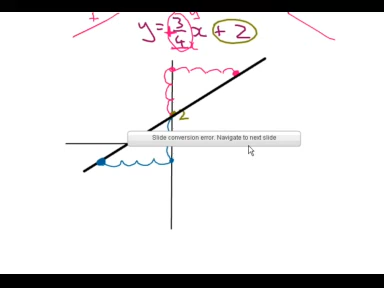 y = 3/4 x + 2
2
Slide conversion error. Navigate to next slide